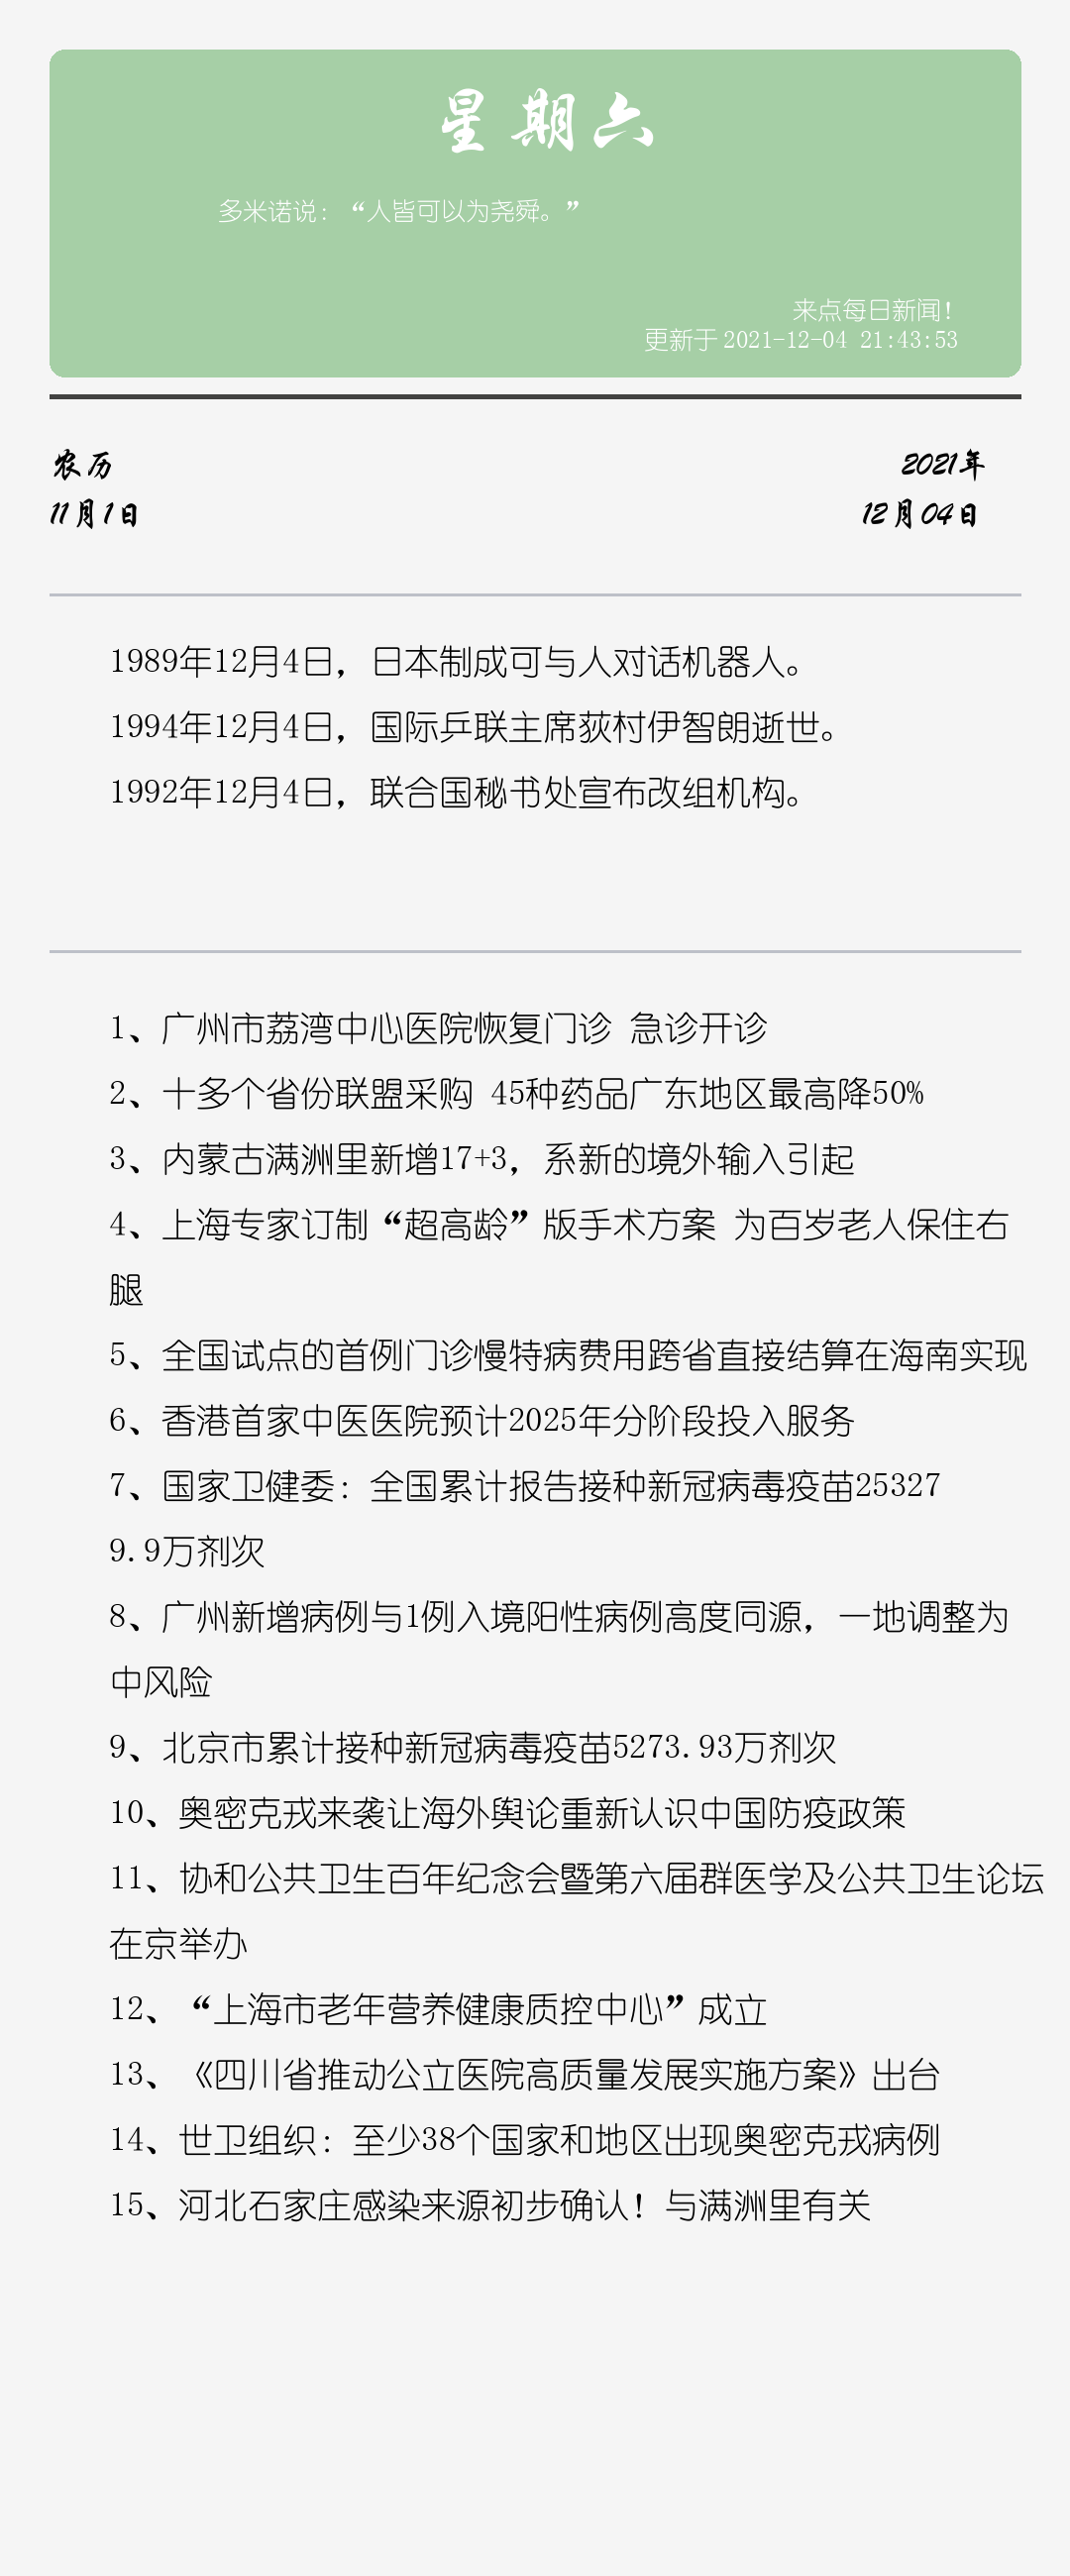 星期六
多米诺说：“人皆可以为尧舜。”
来点每日新闻！
更新于 2021-12-04 21:43:53
农历
2021年
11月1日
12月04日
1989年12月4日，日本制成可与人对话机器人。
1994年12月4日，国际乒联主席荻村伊智朗逝世。
1992年12月4日，联合国秘书处宣布改组机构。
1、广州市荔湾中心医院恢复门诊 急诊开诊
2、十多个省份联盟采购 45种药品广东地区最高降50%
3、内蒙古满洲里新增17+3，系新的境外输入引起
4、上海专家订制“超高龄”版手术方案 为百岁老人保住右
腿
5、全国试点的首例门诊慢特病费用跨省直接结算在海南实现
6、香港首家中医医院预计2025年分阶段投入服务
7、国家卫健委：全国累计报告接种新冠病毒疫苗25327
9.9万剂次
8、广州新增病例与1例入境阳性病例高度同源，一地调整为
中风险
9、北京市累计接种新冠病毒疫苗5273.93万剂次
10、奥密克戎来袭让海外舆论重新认识中国防疫政策
11、协和公共卫生百年纪念会暨第六届群医学及公共卫生论坛
在京举办
12、“上海市老年营养健康质控中心”成立
13、《四川省推动公立医院高质量发展实施方案》出台
14、世卫组织：至少38个国家和地区出现奥密克戎病例
15、河北石家庄感染来源初步确认！与满洲里有关